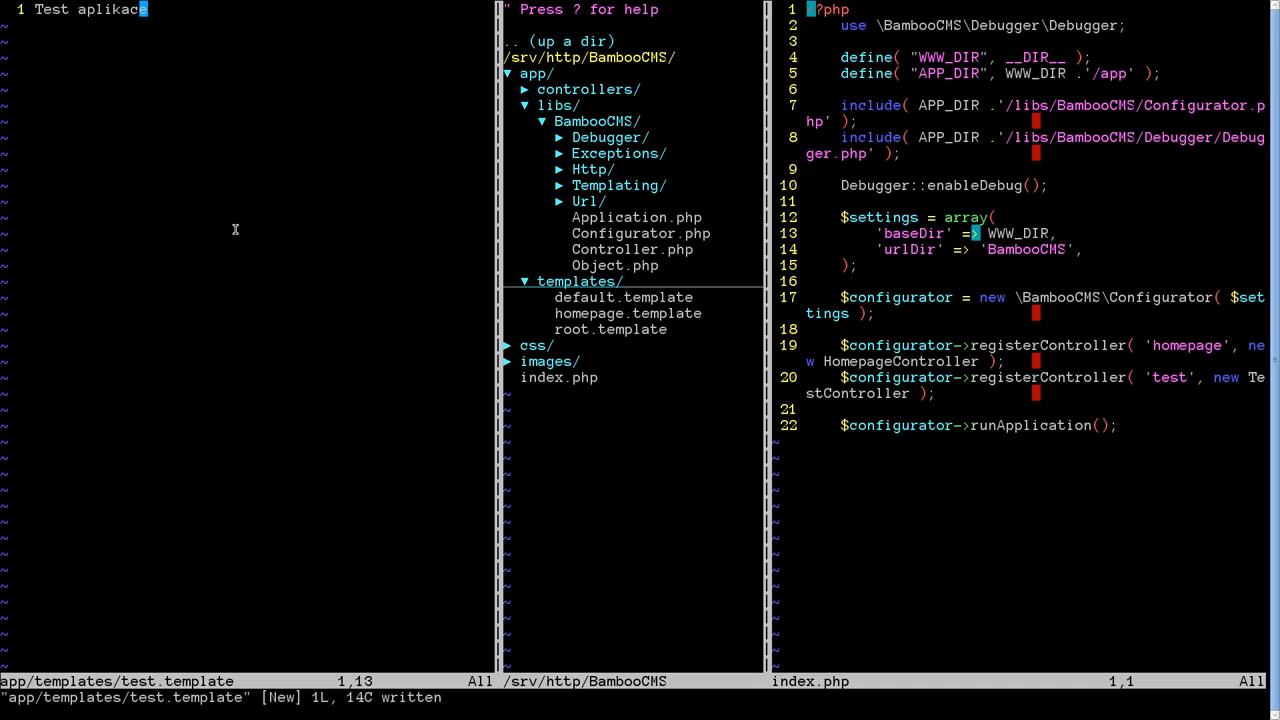 1 Test aplikace
app/templates/test.template 1,13 All
"app/templates/test.template" [New] 1L, 14C written
" Press ? for help
.. (up a dir)
/srv/http/BambooCMS/
▼ app/
▶ controllers/
▼ libs/
▼ BambooCMS/
▶ Debugger/
▶ Exceptions/
▶ Http/
▶ Templating/
▶ Url/
Application.php
Configurator.php
Controller.php
Object.php
▼ templates/
default.template
homepage.template
root.template
▶ css/
▶ images/
index.php
/srv/http/BambooCMS
1 <?php
2 use \BambooCMS\Debugger\Debugger;
3
4 define( "WWW_DIR", __DIR__ );
5 define( "APP_DIR", WWW_DIR .'/app' );
6
7 include( APP_DIR .'/libs/BambooCMS/Configurator.p
hp' );
8 include( APP_DIR .'/libs/BambooCMS/Debugger/Debug
ger.php' );
9
10 Debugger::enableDebug();
11
12 $settings = array(
13 'baseDir' => WWW_DIR,
14 'urlDir' => 'BambooCMS',
15 );
16
17 $configurator = new \BambooCMS\Configurator( $set
tings );
18
19 $configurator->registerController( 'homepage', ne
w HomepageController );
20 $configurator->registerController( 'test', new Te
stController );
21
22 $configurator->runApplication();
index.php 1,1 All